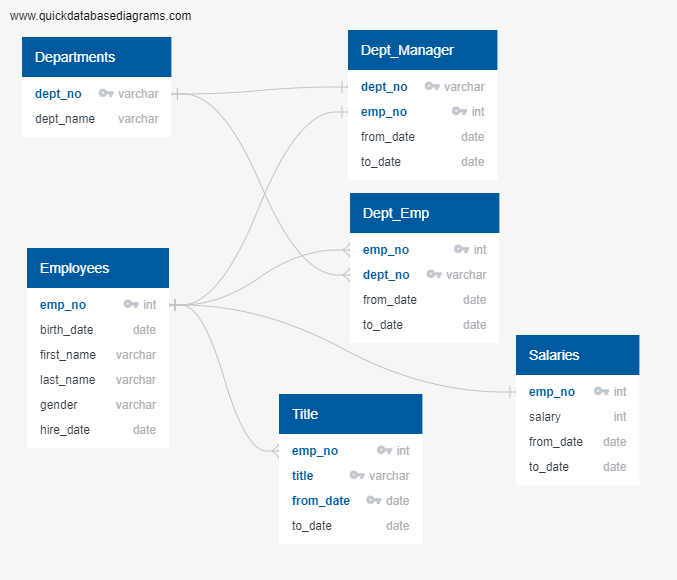 www.quickdatabasediagrams.com
Departments
dept_no varchar
dept_name varchar
Dept_Manager
dept_no varchar
emp_no int
from_date date
to_date date
Dept_Emp
emp_no int
dept_no varchar
from_date date
to_date date
Employees
emp_no int
birth_date date
first_name varchar
last_name varchar
gender varchar
hire_date date
Salaries
emp_no int
salary int
from_date date
to_date date
Title
emp_no int
title varchar
from_date date
to_date date